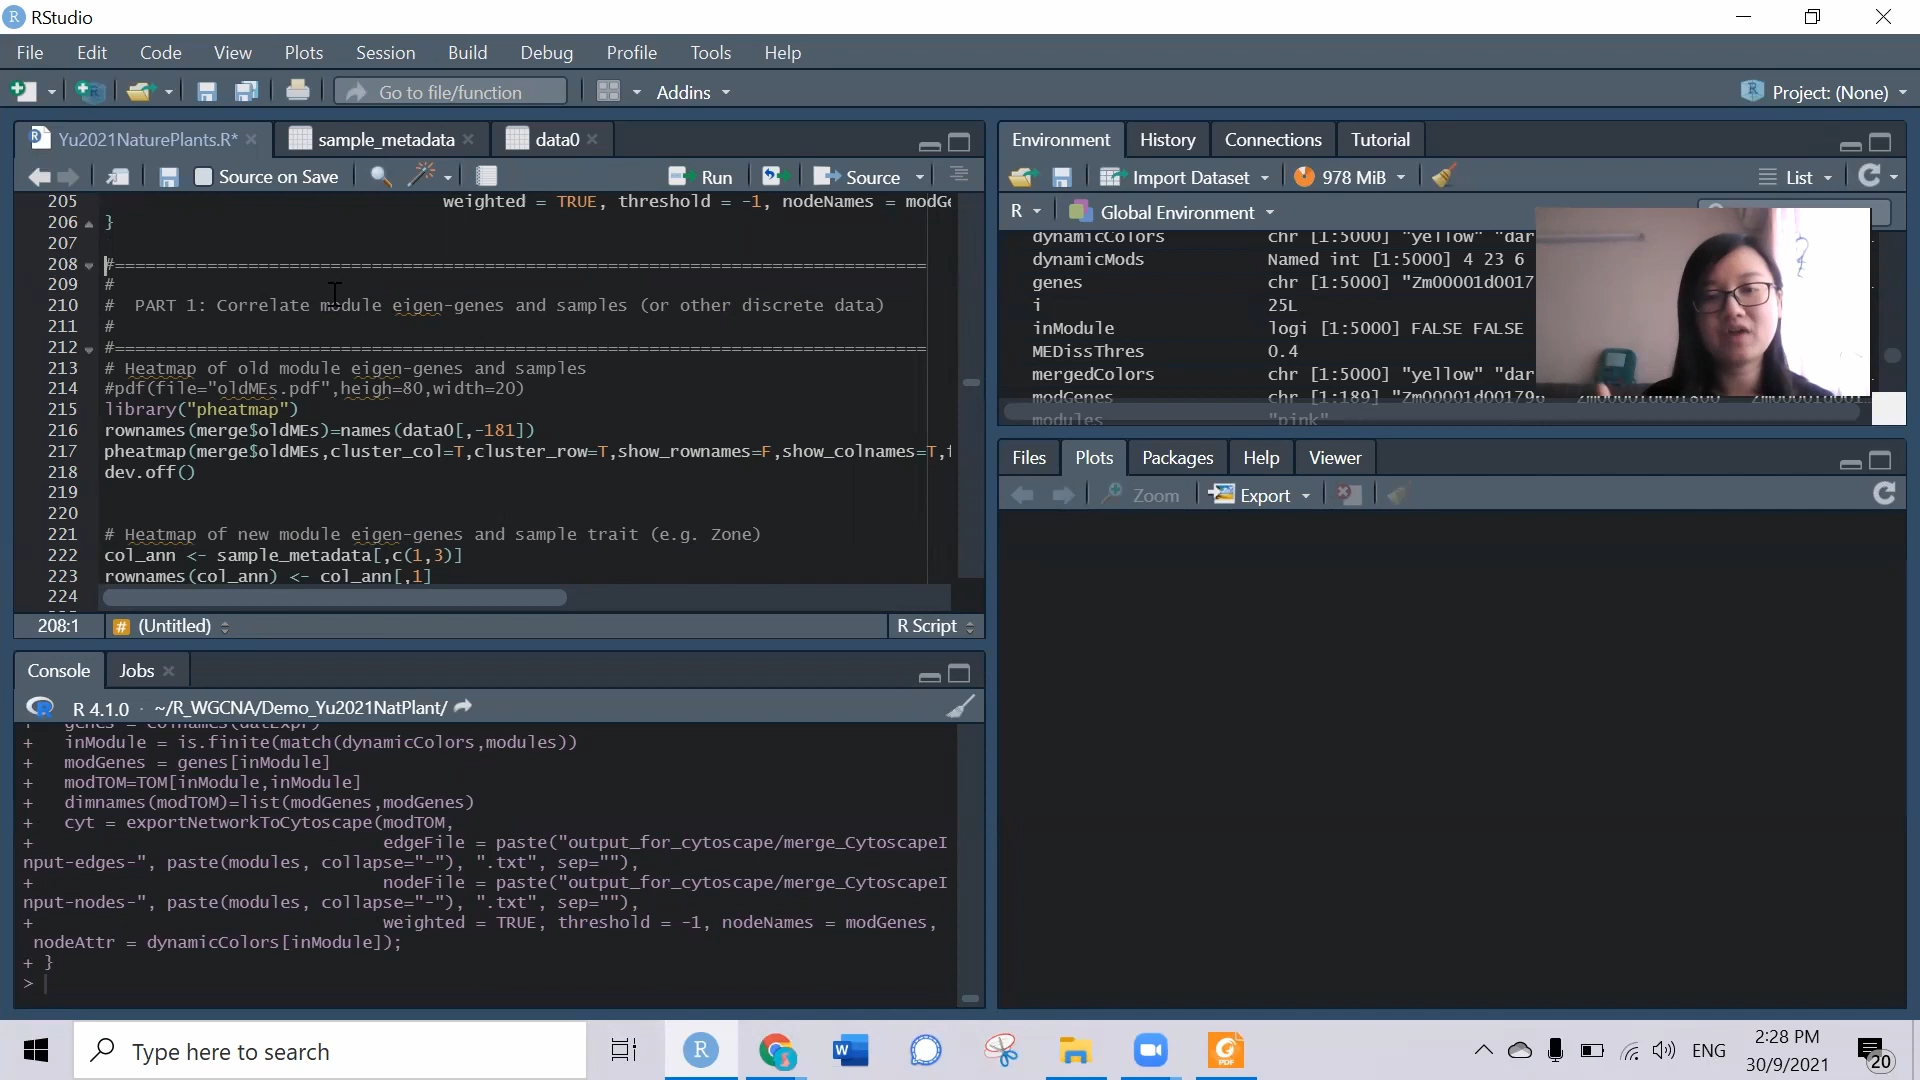 RStudio
File Edit Code View Plots Session Build Debug Profile Tools Help
Go to file/function Addins Project: (None)
Yu2021NaturePlants.R* sample_metadata data0
Source on Save Run Source
205 weighted = TRUE, threshold = -1, nodeNames = modGe
206 }
207
208 #================================================================================
209 #
210 # PART 1: Correlate module eigen-genes and samples (or other discrete data)
211 #
212 #================================================================================
213 # Heatmap of old module eigen-genes and samples
214 #pdf(file="oldMEs.pdf",heigh=80,width=20)
215 library("pheatmap")
216 rownames(merge$oldMEs)=names(data0[,-181])
217 pheatmap(merge$oldMEs,cluster_col=T,cluster_row=T,show_rownames=F,show_colnames=T,f
218 dev.off()
219
220
221 # Heatmap of new module eigen-genes and sample trait (e.g. Zone)
222 col_ann <- sample_metadata[,c(1,3)]
223 rownames(col_ann) <- col_ann[,1]
224
208:1 # (Untitled) R Script
Console Jobs
R 4.1.0 · ~/R_WGCNA/Demo_Yu2021NatPlant/
+ genes = colnames(datExpr)
+ inModule = is.finite(match(dynamicColors,modules))
+ modGenes = genes[inModule]
+ modTOM=TOM[inModule,inModule]
+ dimnames(modTOM)=list(modGenes,modGenes)
+ cyt = exportNetworkToCytoscape(modTOM,
+ edgeFile = paste("output_for_cytoscape/merge_CytoscapeI
nput-edges-", paste(modules, collapse="-"), ".txt", sep=""),
+ nodeFile = paste("output_for_cytoscape/merge_CytoscapeI
nput-nodes-", paste(modules, collapse="-"), ".txt", sep=""),
+ weighted = TRUE, threshold = -1, nodeNames = modGenes,
nodeAttr = dynamicColors[inModule]);
+ }
>
Environment History Connections Tutorial
Import Dataset 978 MiB List
R Global Environment
dynamicColors chr [1:5000] "yellow" "dar
dynamicMods Named int [1:5000] 4 23 6
genes chr [1:5000] "Zm00001d0017
i 25L
inModule logi [1:5000] FALSE FALSE
MEDissThres 0.4
mergedColors chr [1:5000] "yellow" "dar
modGenes chr [1:189] "Zm00001d001796" "Zm00001d001800"
modules "pink"
Files Plots Packages Help Viewer
Zoom Export
Type here to search
ENG
2:28 PM
30/9/2021
20